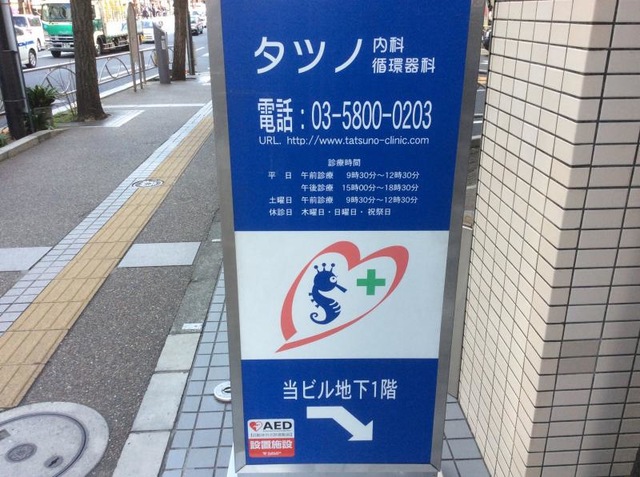 タツノ 内科
循環器科
電話：03-5800-0203
URL. http://www.tatsuno-clinic.com
診療時間
平　日　午前診療　9時30分～12時30分
午後診療　15時00分～18時30分
土曜日　午前診療　9時30分～12時30分
休診日　木曜日・日曜日・祝祭日
当ビル地下1階
AED
設置施設